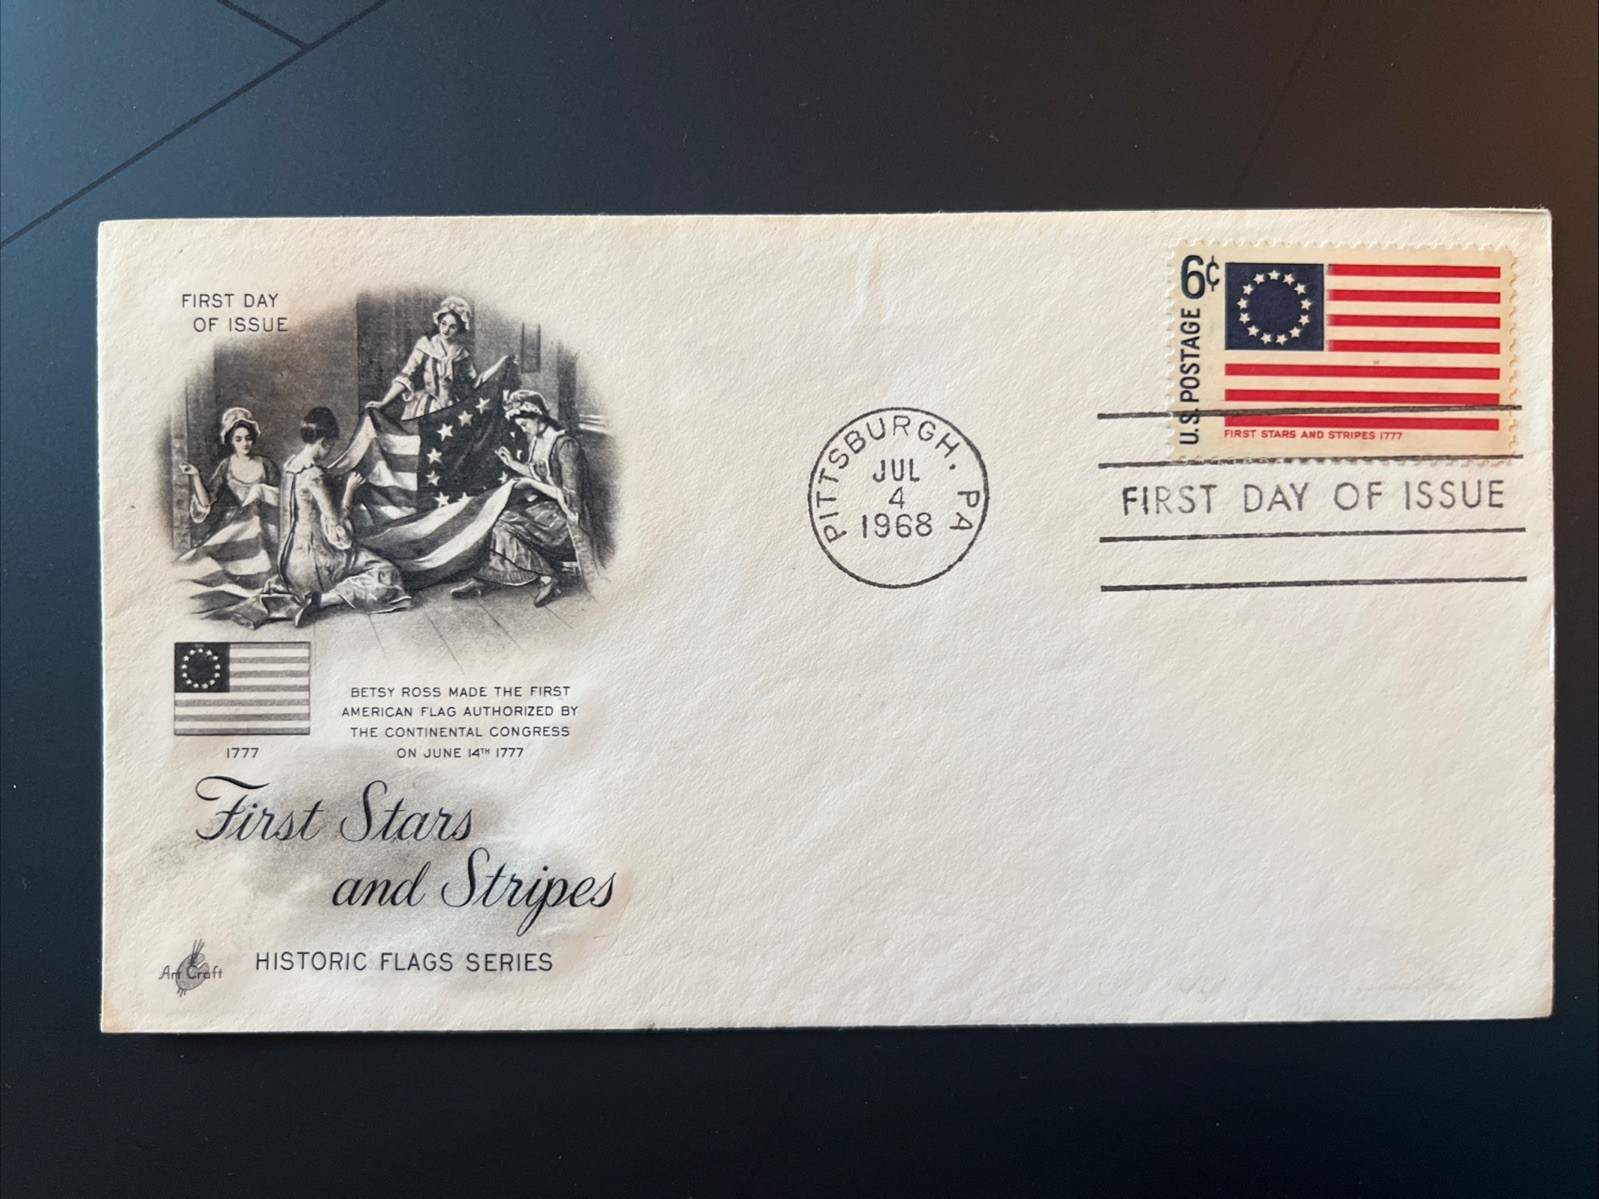 FIRST DAY
OF ISSUE
BETSY ROSS MADE THE FIRST
AMERICAN FLAG AUTHORIZED BY
THE CONTINENTAL CONGRESS
ON JUNE 14TH 1777
1777
First Stars
and Stripes
Art Craft
HISTORIC FLAGS SERIES
PITTSBURGH, PA
JUL
4
1968
6¢
U.S. POSTAGE
FIRST STARS AND STRIPES 1777
FIRST DAY OF ISSUE